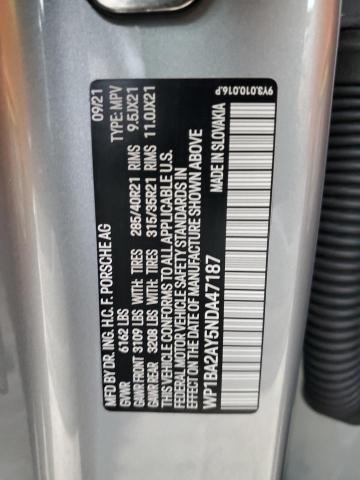 MFD BY DR. ING. H.C. F. PORSCHE AG 09/21
GVWR 6162 LBS TYPE: MPV
GAWR FRONT 3109 LBS WITH: TIRES 285/40R21 RIMS 9.5JX21
GAWR REAR 3208 LBS WITH: TIRES 315/35R21 RIMS 11.0JX21
THIS VEHICLE CONFORMS TO ALL APPLICABLE U.S.
FEDERAL MOTOR VEHICLE SAFETY STANDARDS IN
EFFECT ON DATE OF MANUFACTURE SHOWN ABOVE
WP1BA2AY5NDA47187 MADE IN SLOVAKIA
9Y3.010.016.P